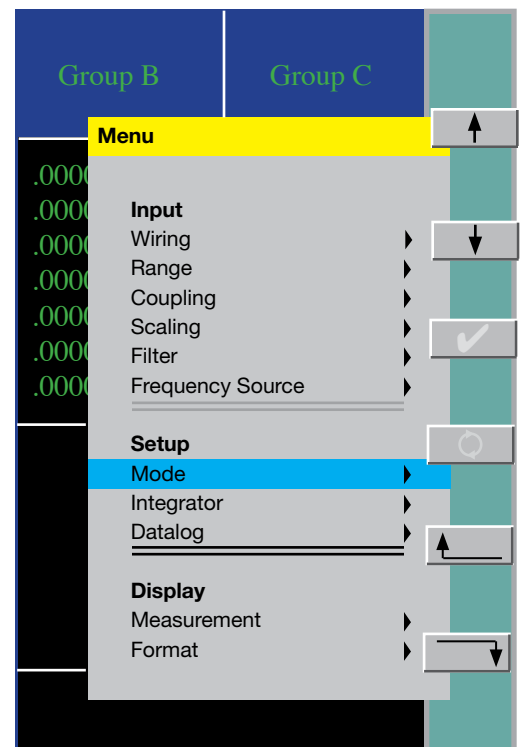 Group B Group C
Menu
.0000
.0000
.0000
.0000
.0000
.0000
.0000
Input
Wiring
Range
Coupling
Scaling
Filter
Frequency Source
Setup
Mode
Integrator
Datalog
Display
Measurement
Format